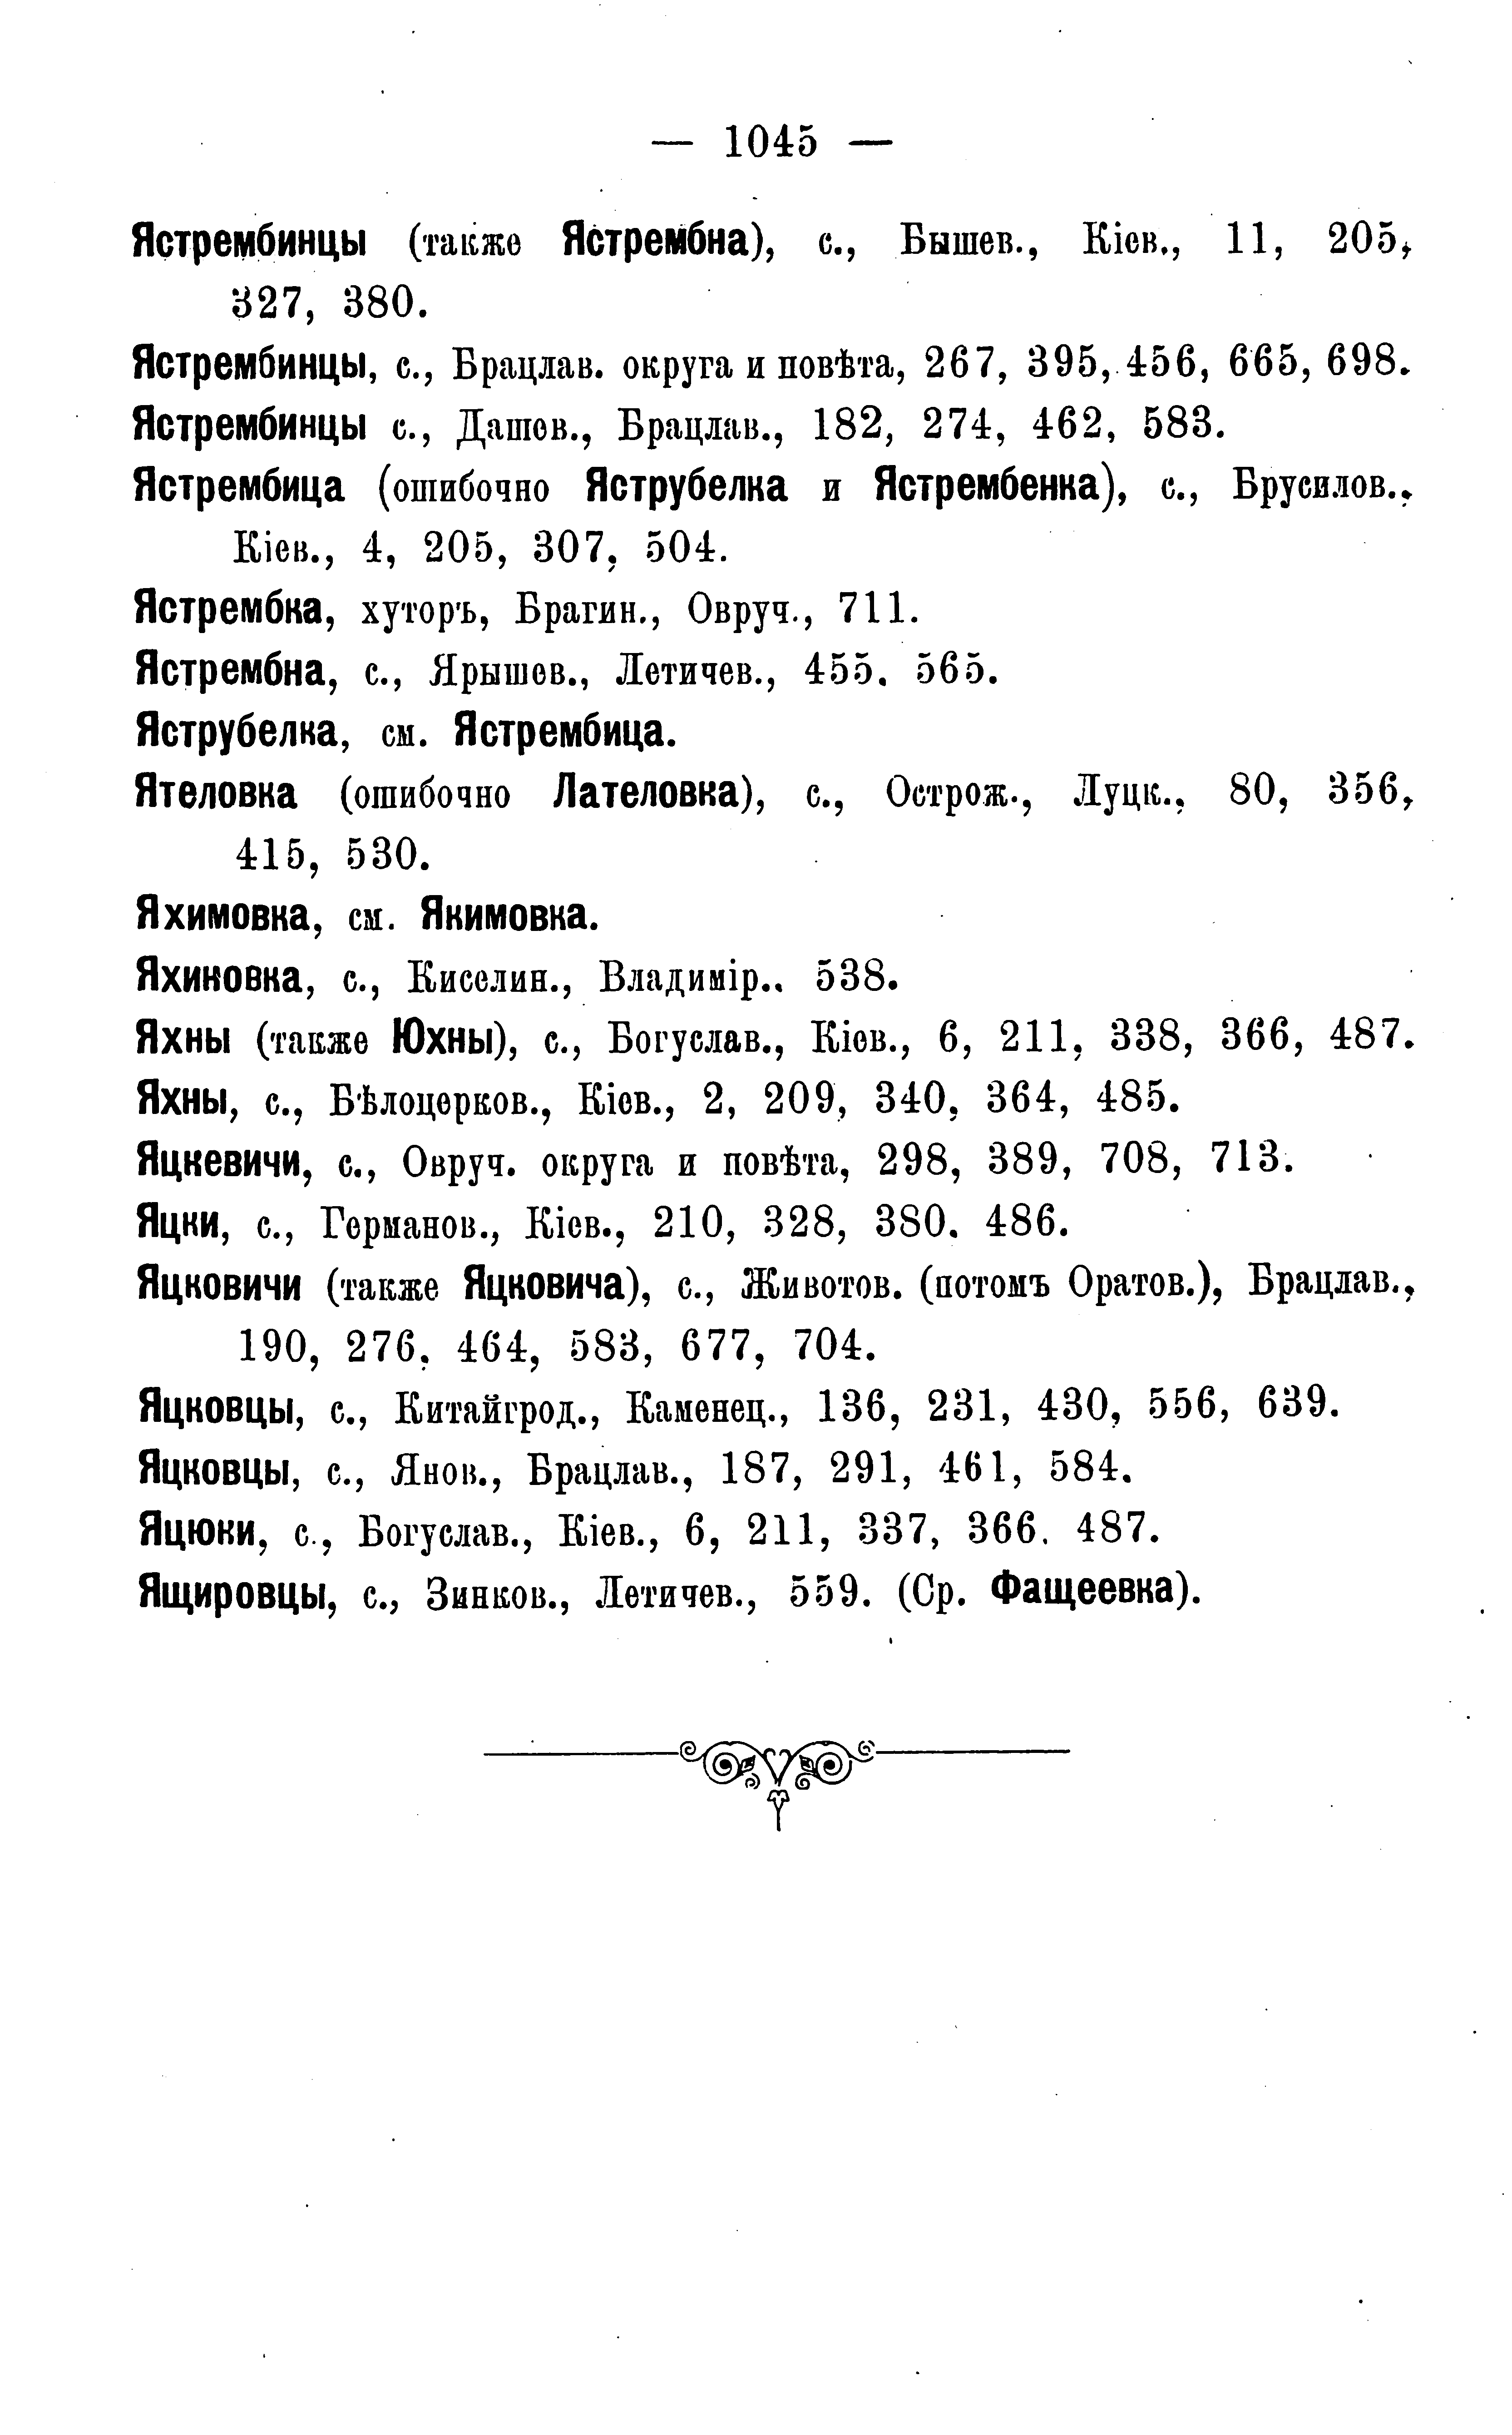 — 1045 —
Ястрембинцы (также Ястрембна), с., Бышев., Кіев., 11, 205,
327, 380.
Ястрембинцы, с., Брацлав. округа и повѣта, 267, 395, 456, 665, 698.
Ястрембинцы с., Дашов., Брацлав., 182, 274, 462, 583.
Ястрембица (ошибочно Яструбелка и Ястрембенка), с., Брусилов.,
Кіев., 4, 205, 307, 504.
Ястрембка, хуторъ, Брагин., Овруч., 711.
Ястрембна, с., Ярышев., Летичев., 455. 565.
Яструбелка, см. Ястрембица.
Ятеловка (ошибочно Лателовка), с., Острож., Луцк., 80, 356,
415, 530.
Яхимовка, см. Якимовка.
Яхиковка, с., Киселин., Владимір., 538.
Яхны (также Юхны), с., Богуслав., Кіев., 6, 211, 338, 366, 487.
Яхны, с., Бѣлоцерков., Кіев., 2, 209, 340, 364, 485.
Яцкевичи, с., Овруч. округа и повѣта, 298, 389, 708, 713.
Яцки, с., Германов., Кіев., 210, 328, 380. 486.
Яцковичи (также Яцковича), с., Животов. (потомъ Оратов.), Брацлав.,
190, 276, 464, 583, 677, 704.
Яцковцы, с., Китайгрод., Каменец., 136, 231, 430, 556, 639.
Яцковцы, с., Янов., Брацлав., 187, 291, 461, 584.
Яцюки, с., Богуслав., Кіев., 6, 211, 337, 366. 487.
Ящировцы, с., Зинков., Летичев., 559. (Ср. Фащеевка).